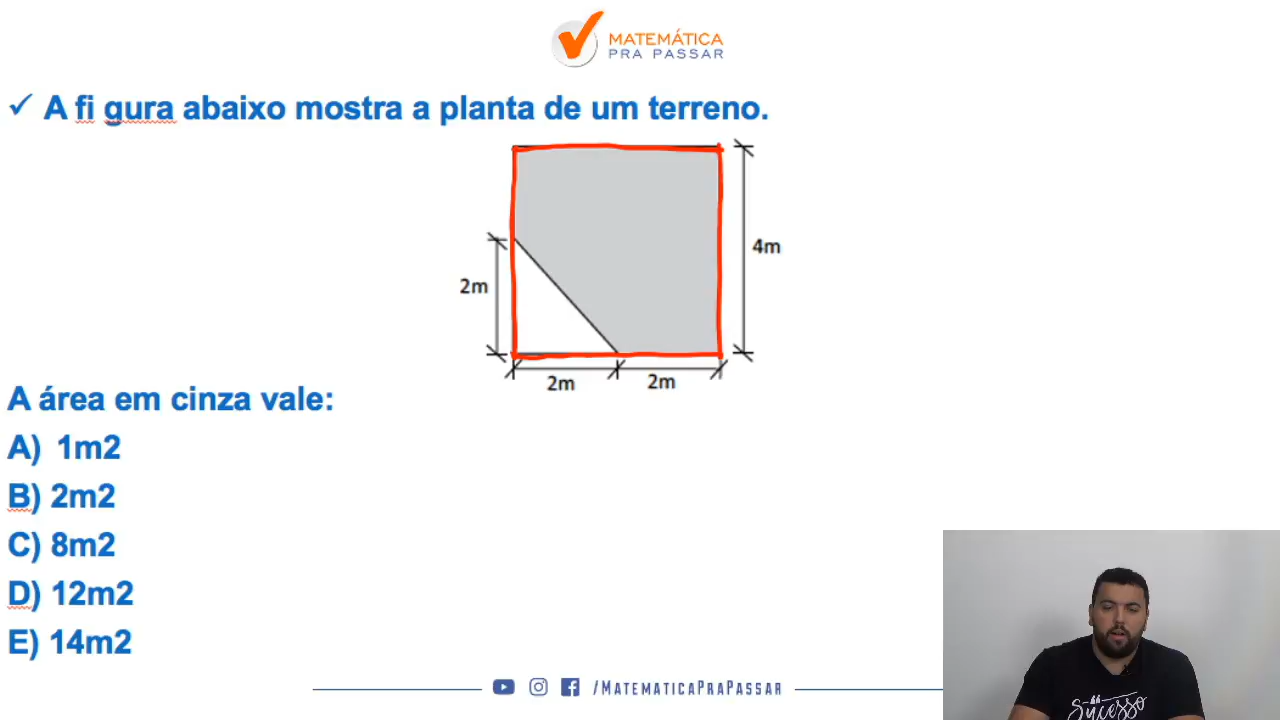 MATEMÁTICA
PRA PASSAR
✓ A fi gura abaixo mostra a planta de um terreno.
4m
2m
2m
2m
A área em cinza vale:
A) 1m2
B) 2m2
C) 8m2
D) 12m2
E) 14m2
/MATEMATICAPRAPASSAR
Sucesso